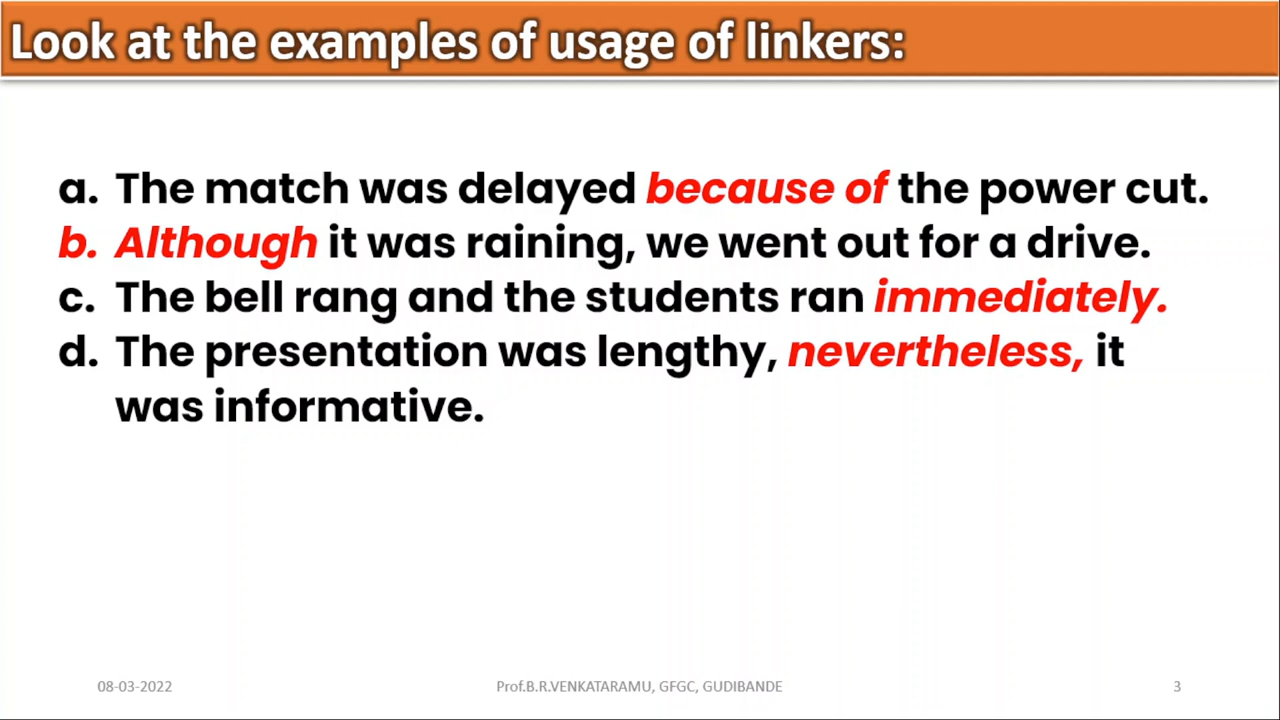 Look at the examples of usage of linkers:
a. The match was delayed because of the power cut.
b. Although it was raining, we went out for a drive.
c. The bell rang and the students ran immediately.
d. The presentation was lengthy, nevertheless, it
was informative.
08-03-2022 Prof.B.R.VENKATARAMU, GFGC, GUDIBANDE 3